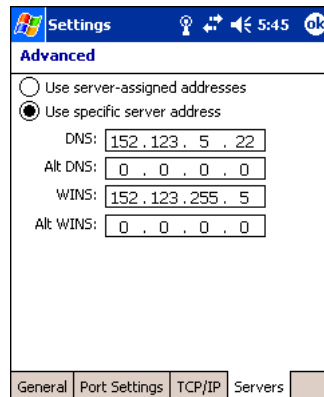 Settings 5:45 ok
Advanced
Use server-assigned addresses
Use specific server address
DNS: 152 . 123 . 5 . 22
Alt DNS: 0 . 0 . 0 . 0
WINS: 152 . 123 . 255 . 5
Alt WINS: 0 . 0 . 0 . 0
General Port Settings TCP/IP Servers